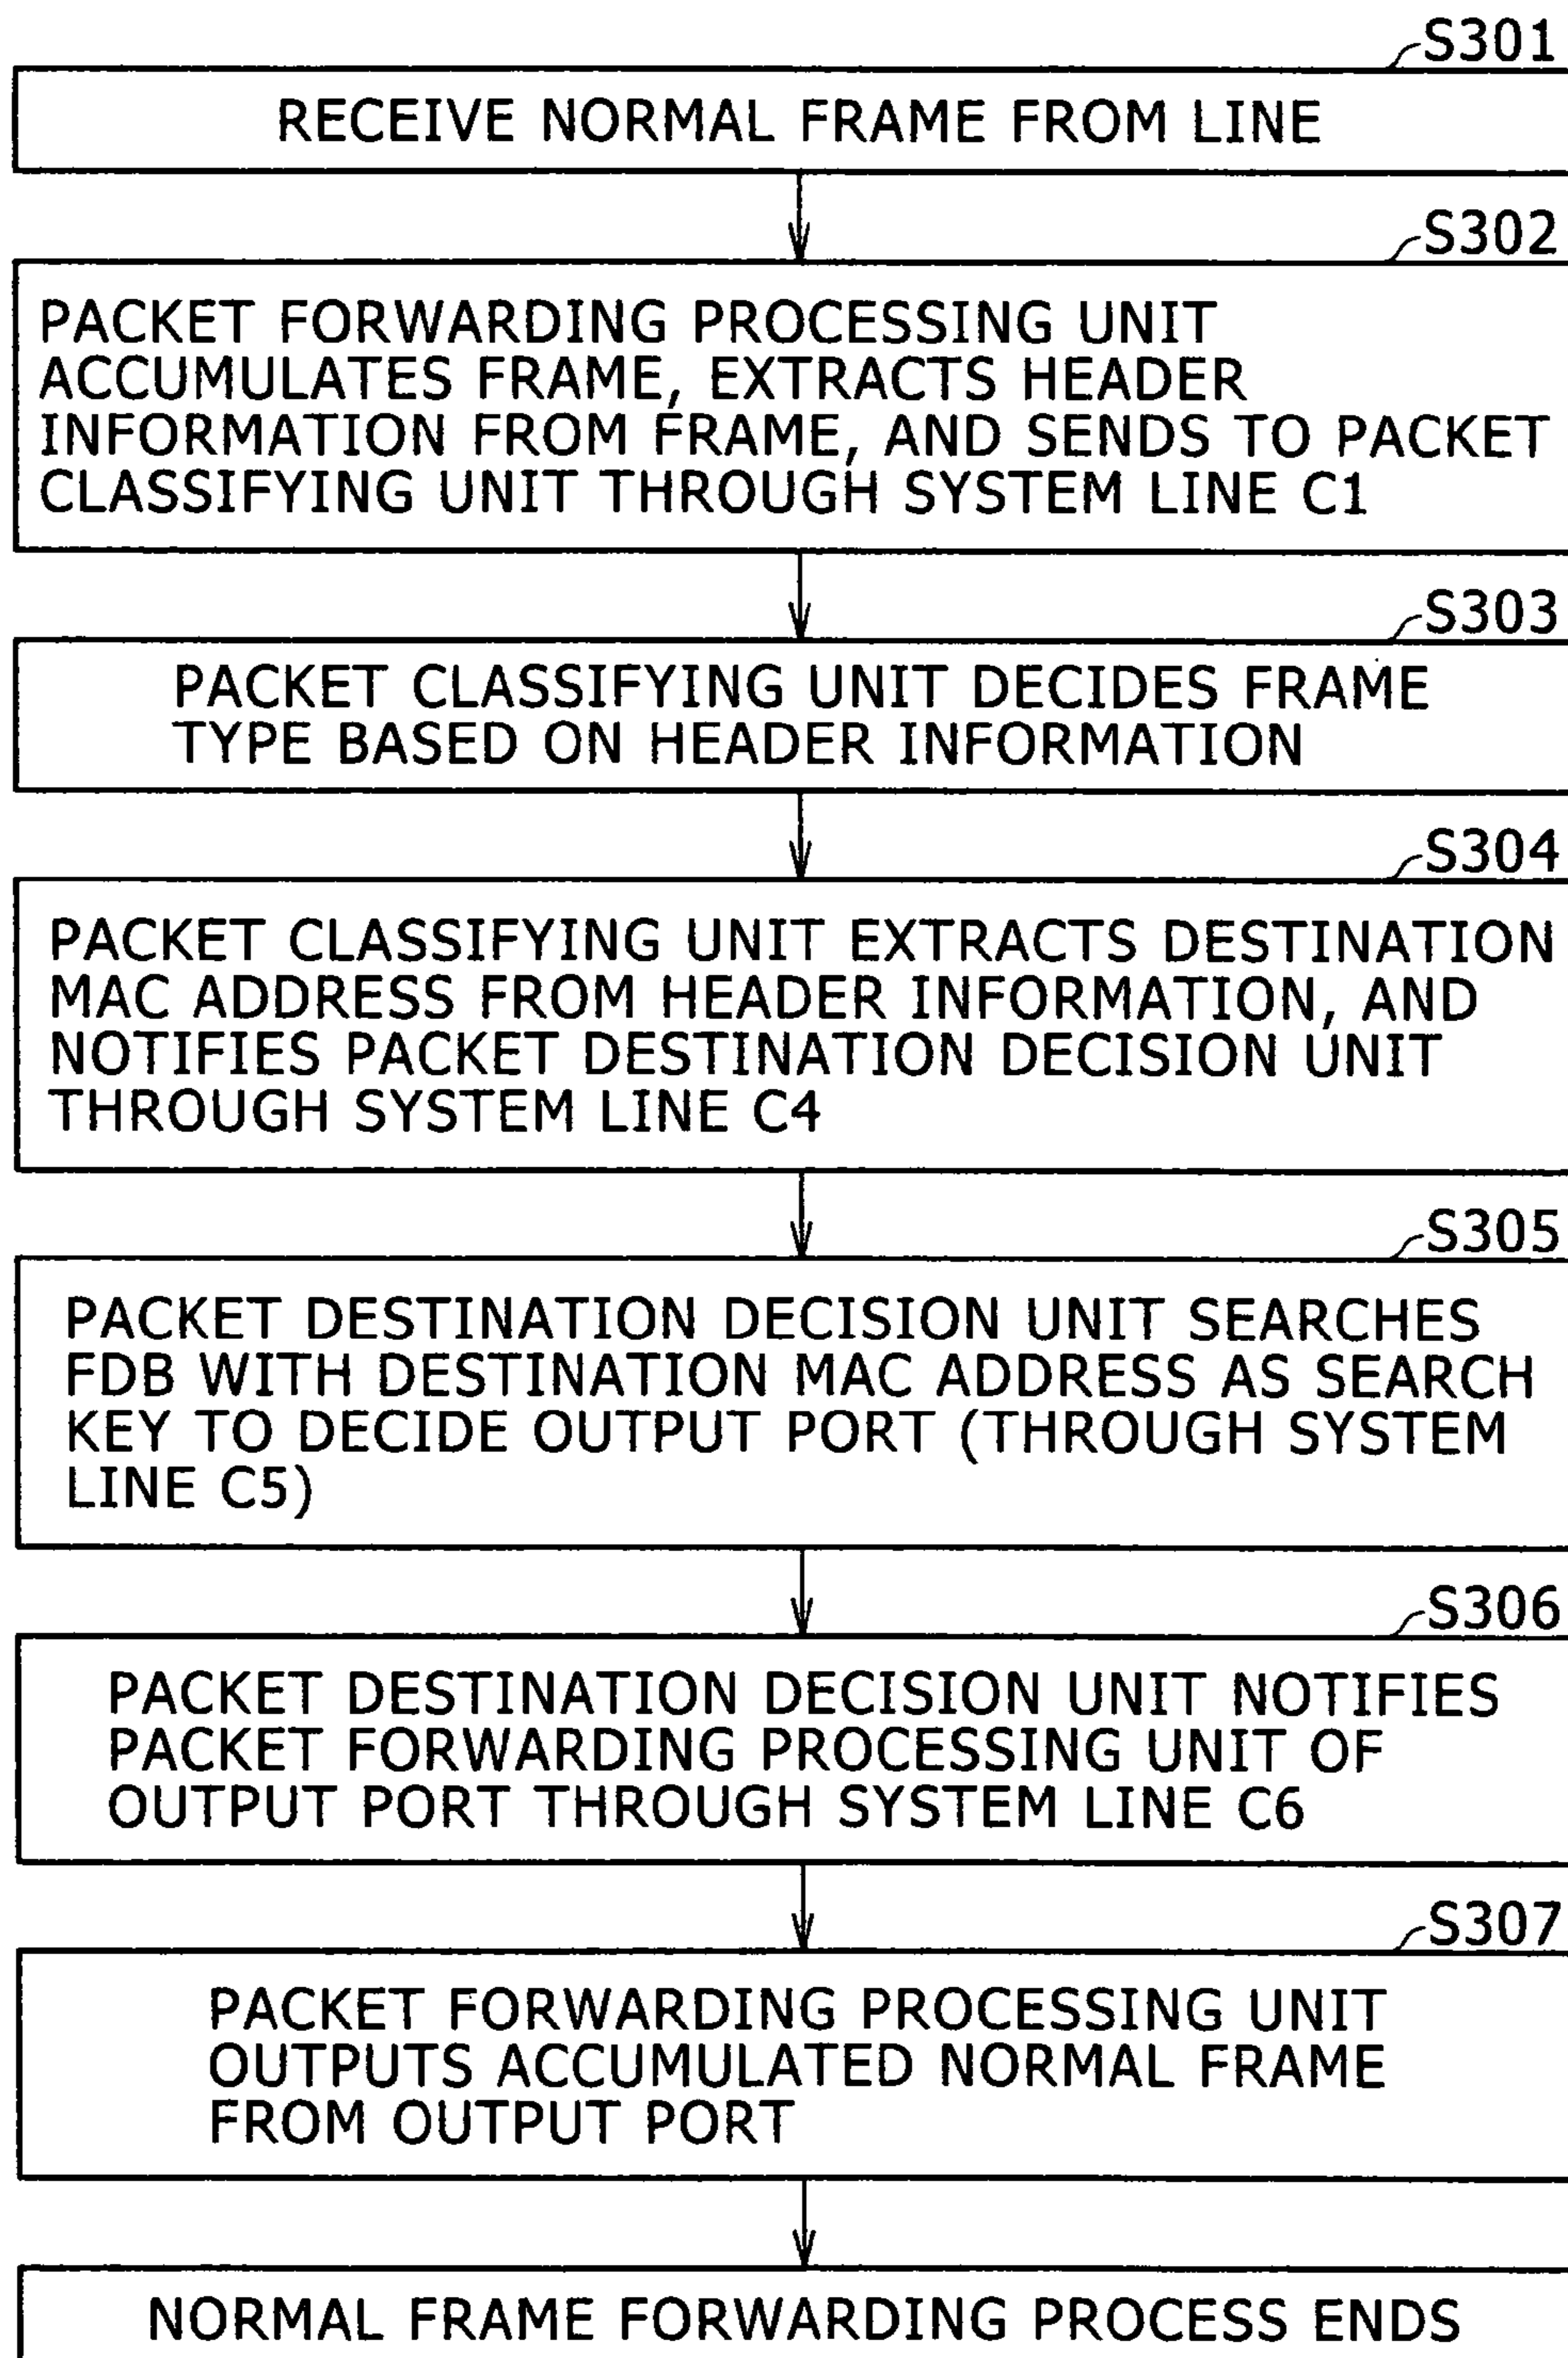 S301
RECEIVE NORMAL FRAME FROM LINE
S302
PACKET FORWARDING PROCESSING UNIT
ACCUMULATES FRAME, EXTRACTS HEADER
INFORMATION FROM FRAME, AND SENDS TO PACKET
CLASSIFYING UNIT THROUGH SYSTEM LINE C1
S303
PACKET CLASSIFYING UNIT DECIDES FRAME
TYPE BASED ON HEADER INFORMATION
S304
PACKET CLASSIFYING UNIT EXTRACTS DESTINATION
MAC ADDRESS FROM HEADER INFORMATION, AND
NOTIFIES PACKET DESTINATION DECISION UNIT
THROUGH SYSTEM LINE C4
S305
PACKET DESTINATION DECISION UNIT SEARCHES
FDB WITH DESTINATION MAC ADDRESS AS SEARCH
KEY TO DECIDE OUTPUT PORT (THROUGH SYSTEM
LINE C5)
S306
PACKET DESTINATION DECISION UNIT NOTIFIES
PACKET FORWARDING PROCESSING UNIT OF
OUTPUT PORT THROUGH SYSTEM LINE C6
S307
PACKET FORWARDING PROCESSING UNIT
OUTPUTS ACCUMULATED NORMAL FRAME
FROM OUTPUT PORT
NORMAL FRAME FORWARDING PROCESS ENDS